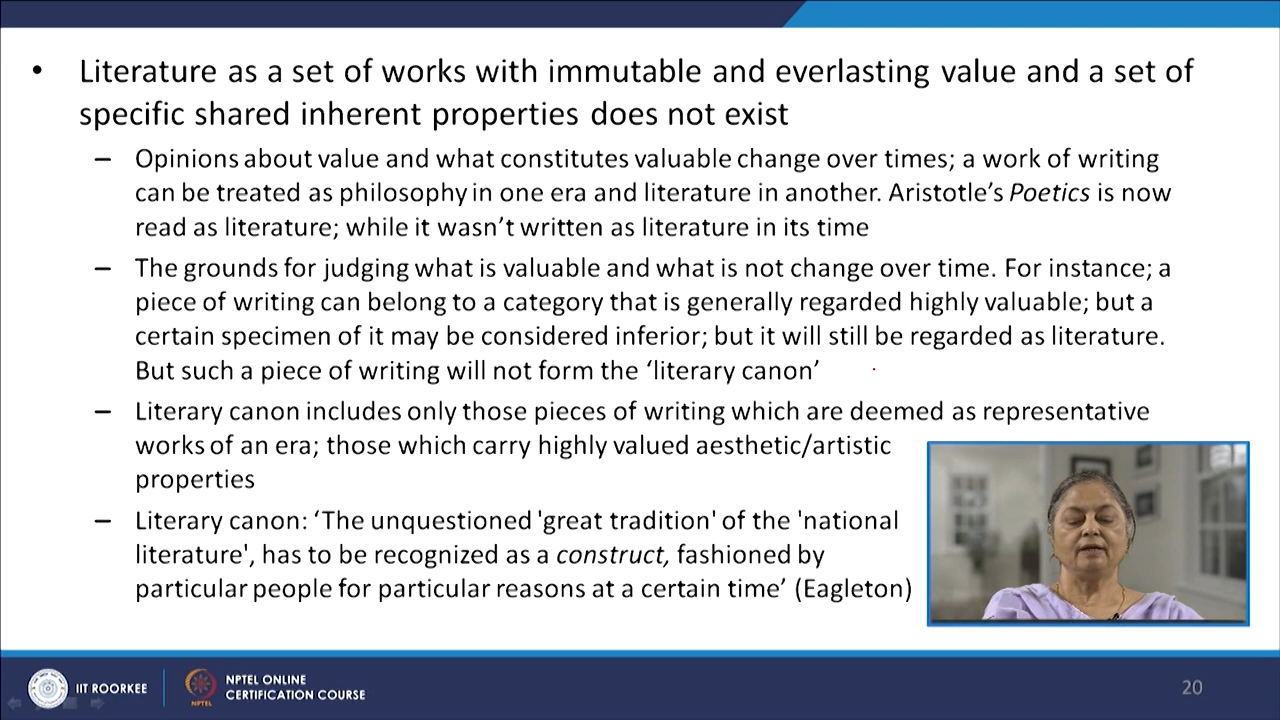 • Literature as a set of works with immutable and everlasting value and a set of
specific shared inherent properties does not exist
– Opinions about value and what constitutes valuable change over times; a work of writing
can be treated as philosophy in one era and literature in another. Aristotle’s Poetics is now
read as literature; while it wasn’t written as literature in its time
– The grounds for judging what is valuable and what is not change over time. For instance; a
piece of writing can belong to a category that is generally regarded highly valuable; but a
certain specimen of it may be considered inferior; but it will still be regarded as literature.
But such a piece of writing will not form the ‘literary canon’
– Literary canon includes only those pieces of writing which are deemed as representative
works of an era; those which carry highly valued aesthetic/artistic
properties
– Literary canon: ‘The unquestioned 'great tradition' of the 'national
literature', has to be recognized as a construct, fashioned by
particular people for particular reasons at a certain time’ (Eagleton)
IIT ROORKEE
NPTEL ONLINE
CERTIFICATION COURSE
NPTEL
20